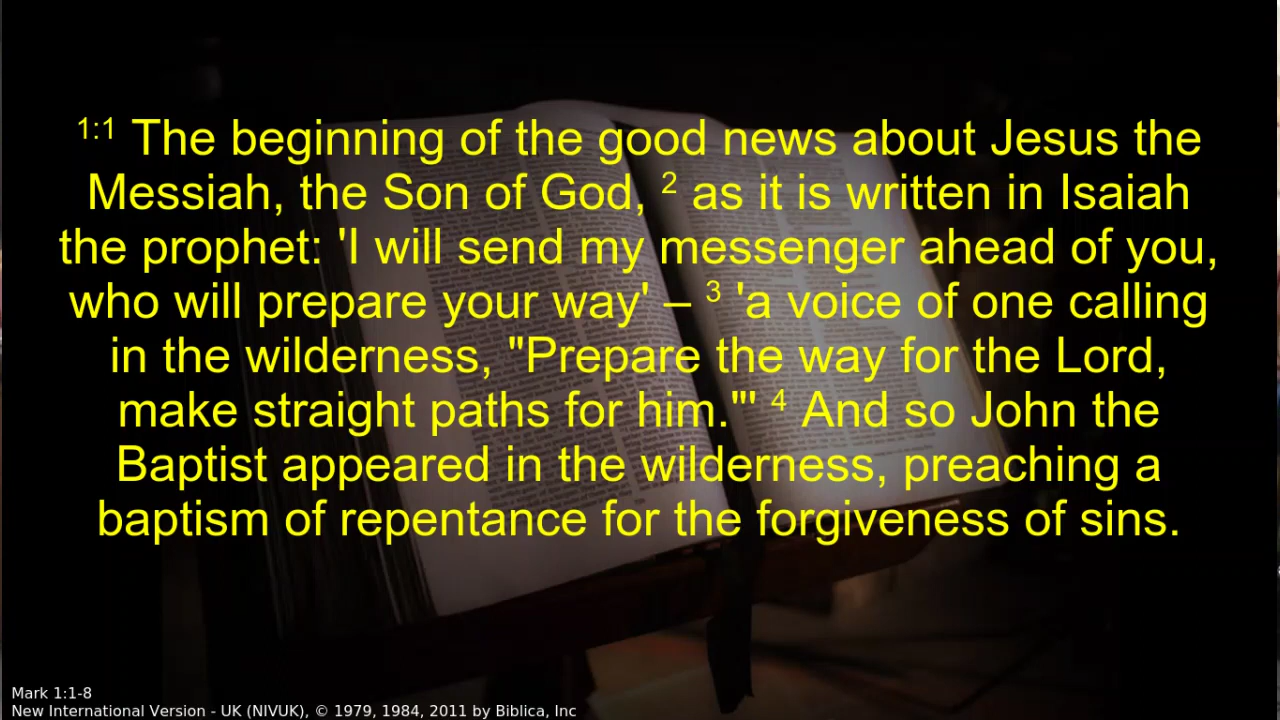 1:1 The beginning of the good news about Jesus the
Messiah, the Son of God, 2 as it is written in Isaiah
the prophet: 'I will send my messenger ahead of you,
who will prepare your way' – 3 'a voice of one calling
in the wilderness, "Prepare the way for the Lord,
make straight paths for him."' 4 And so John the
Baptist appeared in the wilderness, preaching a
baptism of repentance for the forgiveness of sins.
Mark 1:1-8
New International Version - UK (NIVUK), © 1979, 1984, 2011 by Biblica, Inc